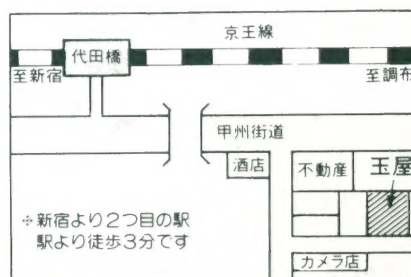 京王線
代田橋
至新宿
至調布
甲州街道
酒店
不動産
玉屋
※新宿より2つ目の駅
駅より徒歩3分です
カメラ店